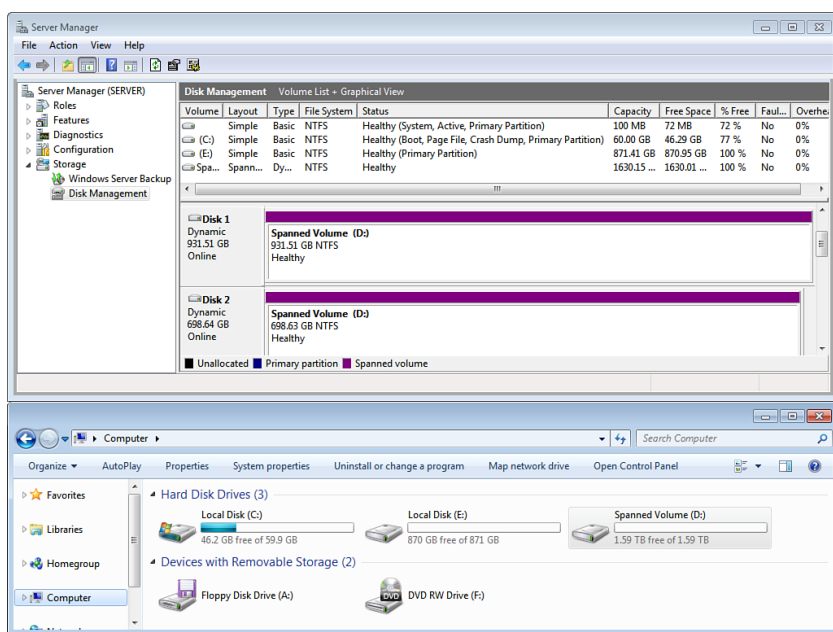 Server Manager
File Action View Help
Server Manager (SERVER)
Roles
Features
Diagnostics
Configuration
Storage
Windows Server Backup
Disk Management
Disk Management Volume List + Graphical View
Volume Layout Type File System Status Capacity Free Space % Free Faul... Overhe
Simple Basic NTFS Healthy (System, Active, Primary Partition) 100 MB 72 MB 72 % No 0%
(C:) Simple Basic NTFS Healthy (Boot, Page File, Crash Dump, Primary Partition) 60.00 GB 46.29 GB 77 % No 0%
(E:) Simple Basic NTFS Healthy (Primary Partition) 871.41 GB 870.95 GB 100 % No 0%
Spa... Spann... Dy... NTFS Healthy 1630.15 ... 1630.01 ... 100 % No 0%
Disk 1
Dynamic
931.51 GB
Online
Spanned Volume (D:)
931.51 GB NTFS
Healthy
Disk 2
Dynamic
698.64 GB
Online
Spanned Volume (D:)
698.63 GB NTFS
Healthy
Unallocated Primary partition Spanned volume
Computer
Search Computer
Organize AutoPlay Properties System properties Uninstall or change a program Map network drive Open Control Panel
Favorites
Libraries
Homegroup
Computer
Hard Disk Drives (3)
Local Disk (C:)
46.2 GB free of 59.9 GB
Local Disk (E:)
870 GB free of 871 GB
Spanned Volume (D:)
1.59 TB free of 1.59 TB
Devices with Removable Storage (2)
Floppy Disk Drive (A:)
DVD
DVD RW Drive (F:)